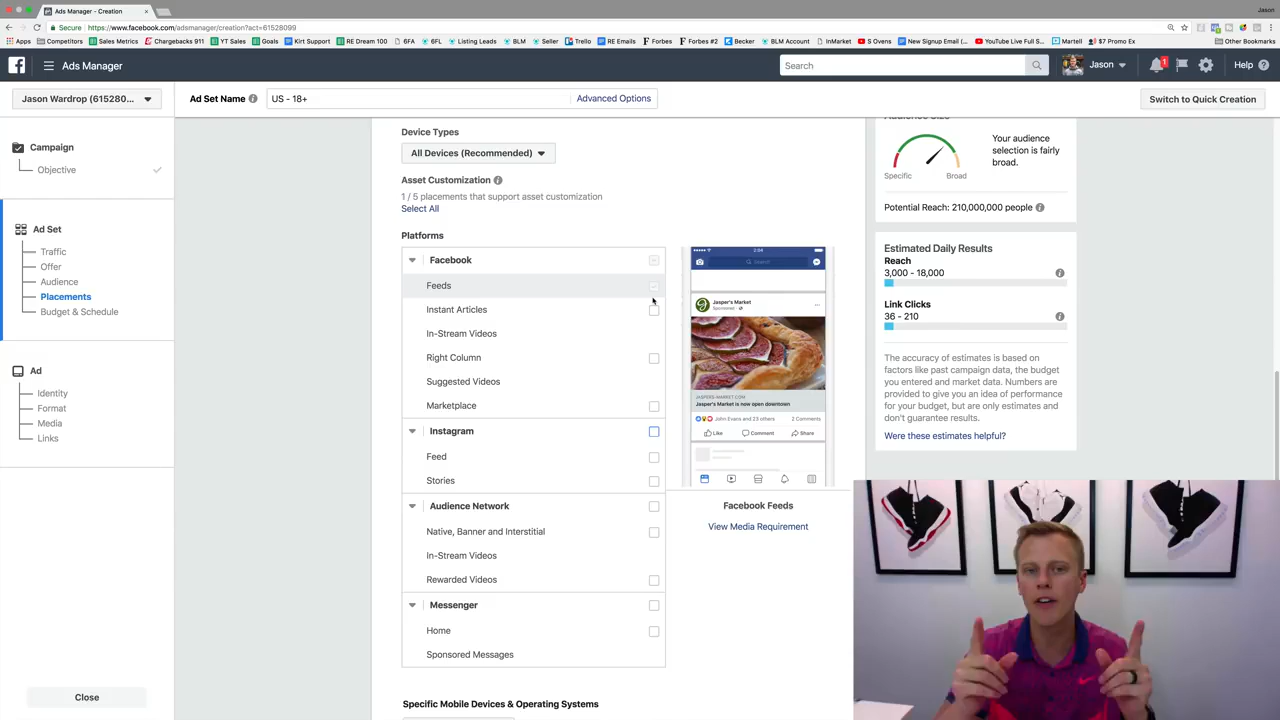 Ads Manager - Creation
Jason
Secure
https://www.facebook.com/adsmanager/creation?act=61528099
Apps
Competitors
Sales Metrics
Chargebacks 911
YT Sales
Goals
Kirt Support
RE Dream 100
6FA
6FL
Listing Leads
BLM
Seller
Trello
RE Emails
Forbes
Forbes #2
Becker
BLM Account
InMarket
S Ovens
New Signup Email (...
YouTube Live Full S...
Martell
$7 Promo Ex
Other Bookmarks
Ads Manager
Search
Jason
1
Help
Jason Wardrop (615280...
Ad Set Name
US - 18+
Advanced Options
Switch to Quick Creation
Campaign
Objective
Ad Set
Traffic
Offer
Audience
Placements
Budget & Schedule
Ad
Identity
Format
Media
Links
Close
Device Types
All Devices (Recommended)
Asset Customization
1 / 5 placements that support asset customization
Select All
Platforms
Facebook
Feeds
Instant Articles
In-Stream Videos
Right Column
Suggested Videos
Marketplace
Instagram
Feed
Stories
Audience Network
Native, Banner and Interstitial
In-Stream Videos
Rewarded Videos
Messenger
Home
Sponsored Messages
Specific Mobile Devices & Operating Systems
2:04
Search
Jasper's Market
Sponsored
JASPERS-MARKET.COM
Jasper's Market is now open downtown
John Evans and 23 others
2 Comments
Like
Comment
Share
Facebook Feeds
View Media Requirement
Audience Size
Your audience
selection is fairly
broad.
Specific
Broad
Potential Reach: 210,000,000 people
Estimated Daily Results
Reach
3,000 - 18,000
Link Clicks
36 - 210
The accuracy of estimates is based on
factors like past campaign data, the budget
you entered and market data. Numbers are
provided to give you an idea of performance
for your budget, but are only estimates and
don't guarantee results.
Were these estimates helpful?